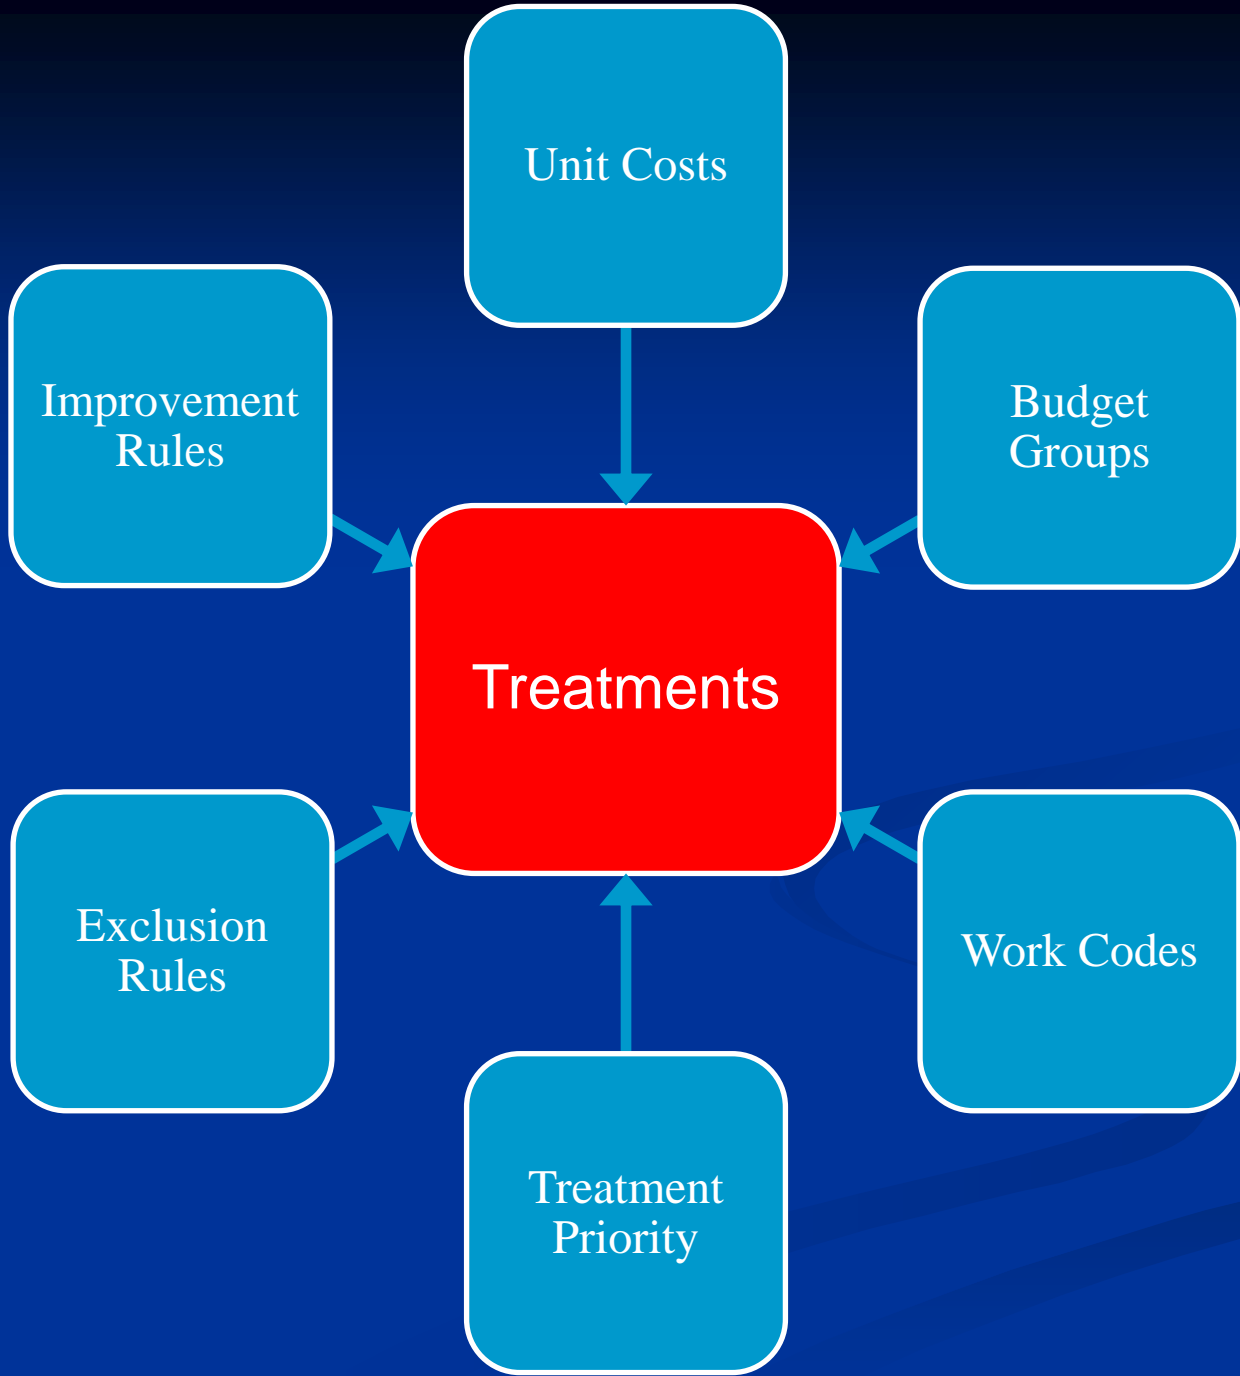 Unit Costs
Improvement
Rules
Budget
Groups
Treatments
Exclusion
Rules
Work Codes
Treatment
Priority